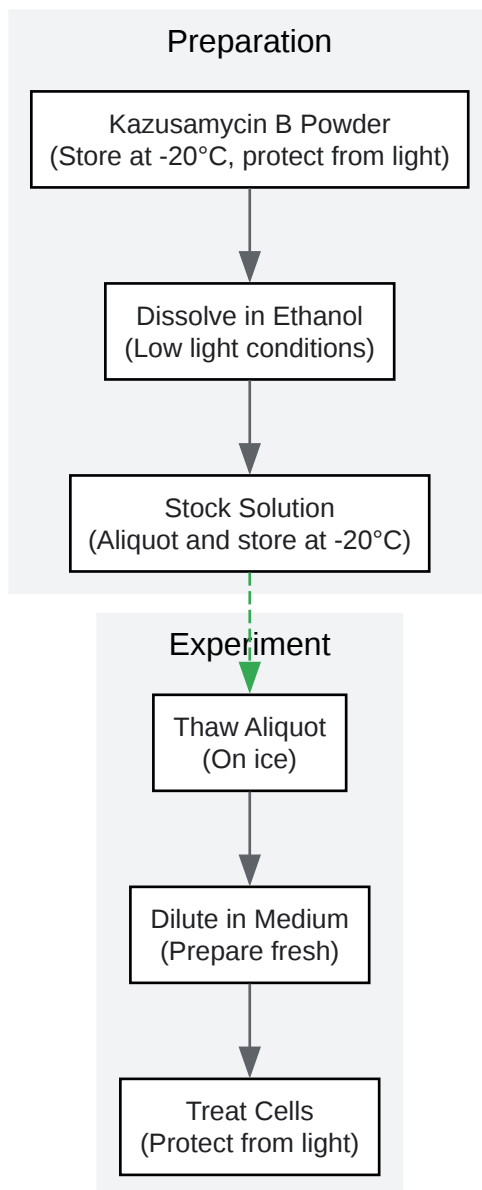 Preparation
Kazusamycin B Powder
(Store at -20°C, protect from light)
Dissolve in Ethanol
(Low light conditions)
Stock Solution
(Aliquot and store at -20°C)
Experiment
Thaw Aliquot
(On ice)
Dilute in Medium
(Prepare fresh)
Treat Cells
(Protect from light)